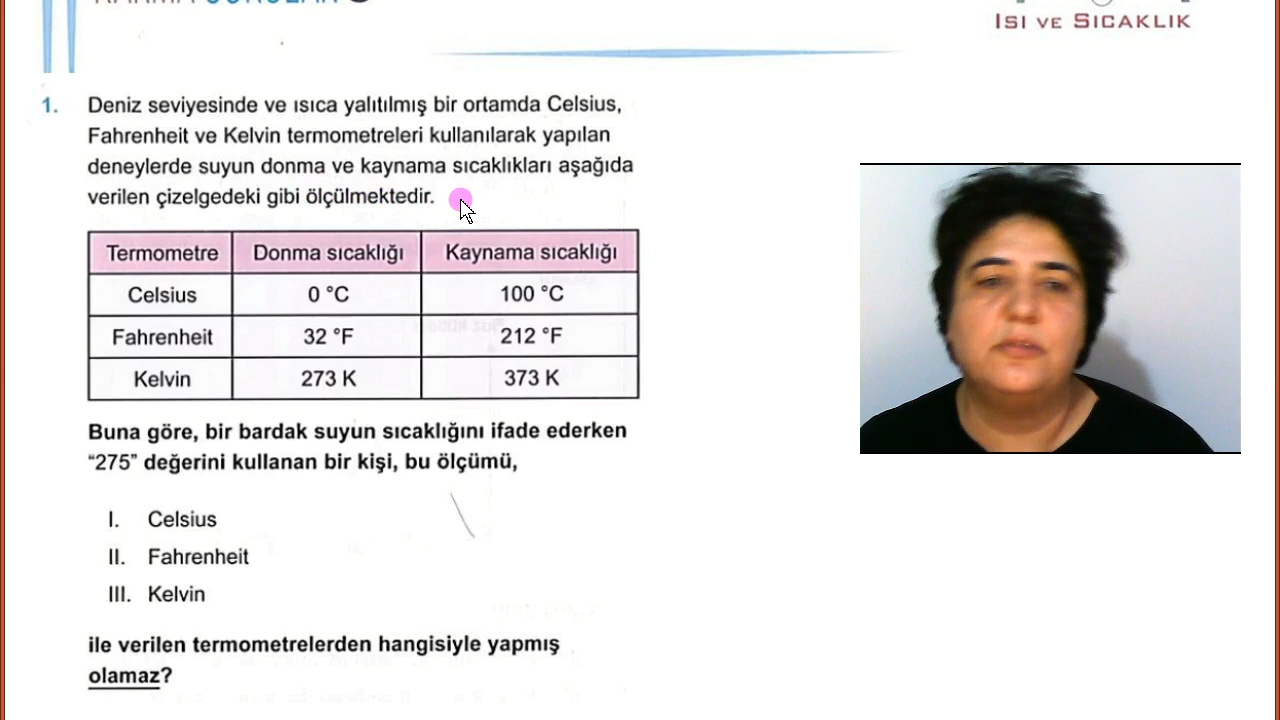 ISI VE SICAKLIK
1. Deniz seviyesinde ve ısıca yalıtılmış bir ortamda Celsius,
Fahrenheit ve Kelvin termometreleri kullanılarak yapılan
deneylerde suyun donma ve kaynama sıcaklıkları aşağıda
verilen çizelgedeki gibi ölçülmektedir.
Termometre Donma sıcaklığı Kaynama sıcaklığı
Celsius 0 °C 100 °C
Fahrenheit 32 °F 212 °F
Kelvin 273 K 373 K
Buna göre, bir bardak suyun sıcaklığını ifade ederken
“275” değerini kullanan bir kişi, bu ölçümü,
I. Celsius
II. Fahrenheit
III. Kelvin
ile verilen termometrelerden hangisiyle yapmış
olamaz?